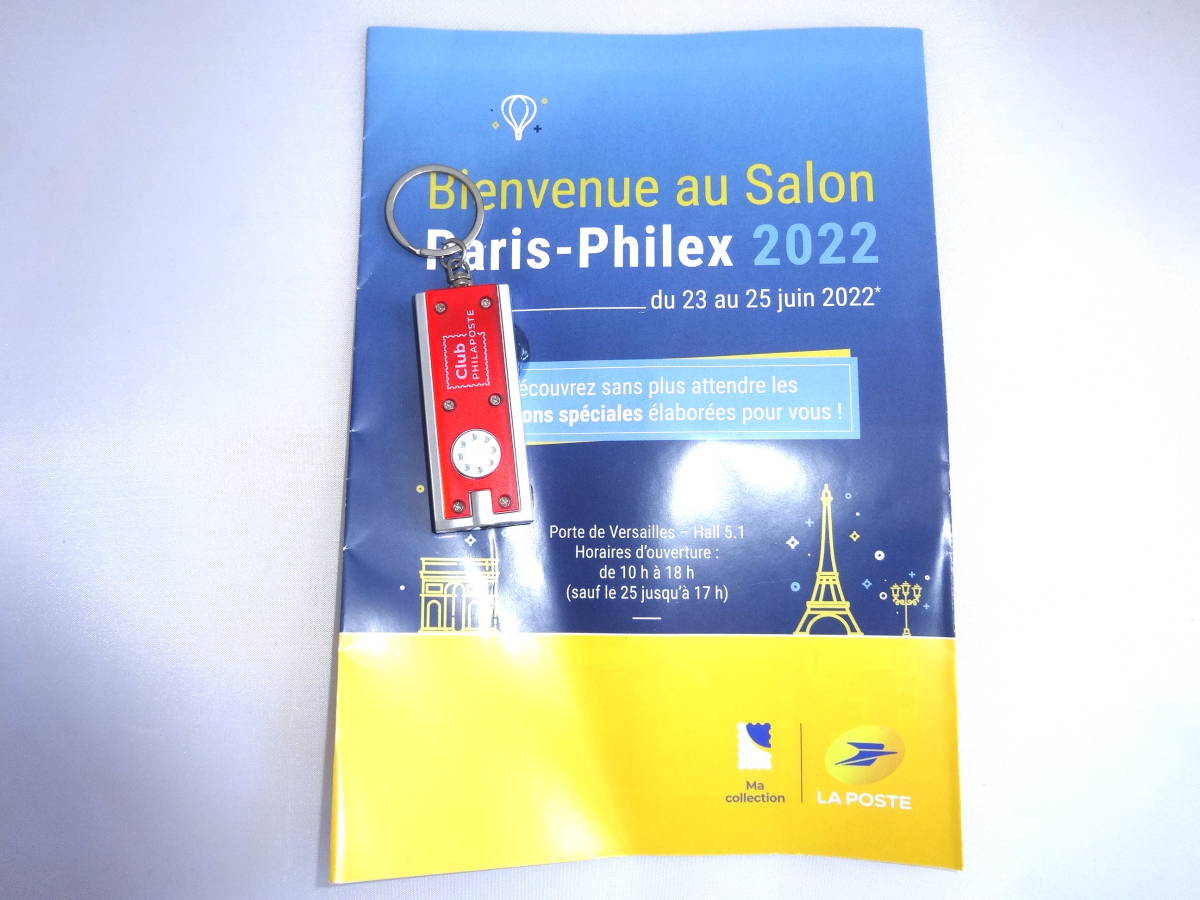 Bienvenue au Salon
Paris-Philex 2022
du 23 au 25 juin 2022*
Club
PHILAPOSTE
écouvrez sans plus attendre les
ons spéciales élaborées pour vous !
Porte de Versailles – Hall 5.1
Horaires d'ouverture :
de 10 h à 18 h
(sauf le 25 jusqu'à 17 h)
Ma
collection
LA POSTE